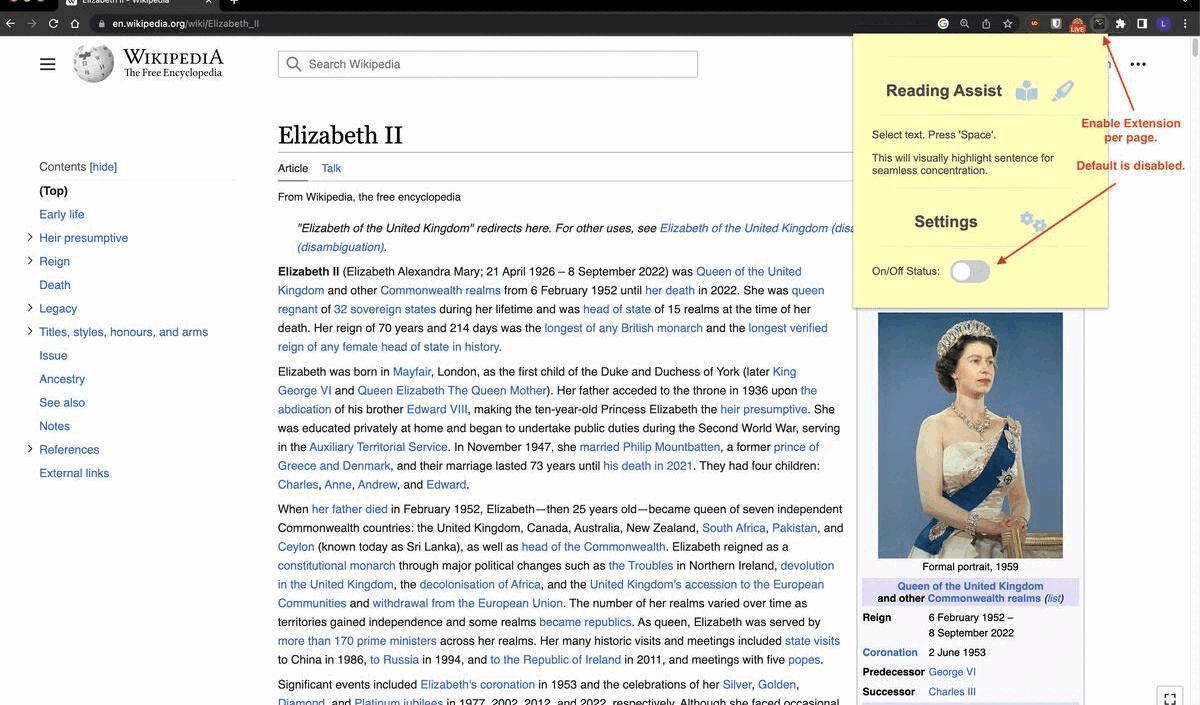 Elizabeth II - Wikipedia
en.wikipedia.org/wiki/Elizabeth_II
LIVE
L
WIKIPEDIA
The Free Encyclopedia
Search Wikipedia
Reading Assist
Select text. Press 'Space'.
This will visually highlight sentence for
seamless concentration.
Settings
On/Off Status:
Enable Extension
per page.
Default is disabled.
Contents [hide]
(Top)
Early life
Heir presumptive
Reign
Death
Legacy
Titles, styles, honours, and arms
Issue
Ancestry
See also
Notes
References
External links
Elizabeth II
Article Talk
From Wikipedia, the free encyclopedia
"Elizabeth of the United Kingdom" redirects here. For other uses, see Elizabeth of the United Kingdom (disa
(disambiguation).
Elizabeth II (Elizabeth Alexandra Mary; 21 April 1926 – 8 September 2022) was Queen of the United
Kingdom and other Commonwealth realms from 6 February 1952 until her death in 2022. She was queen
regnant of 32 sovereign states during her lifetime and was head of state of 15 realms at the time of her
death. Her reign of 70 years and 214 days was the longest of any British monarch and the longest verified
reign of any female head of state in history.
Elizabeth was born in Mayfair, London, as the first child of the Duke and Duchess of York (later King
George VI and Queen Elizabeth The Queen Mother). Her father acceded to the throne in 1936 upon the
abdication of his brother Edward VIII, making the ten-year-old Princess Elizabeth the heir presumptive. She
was educated privately at home and began to undertake public duties during the Second World War, serving
in the Auxiliary Territorial Service. In November 1947, she married Philip Mountbatten, a former prince of
Greece and Denmark, and their marriage lasted 73 years until his death in 2021. They had four children:
Charles, Anne, Andrew, and Edward.
When her father died in February 1952, Elizabeth—then 25 years old—became queen of seven independent
Commonwealth countries: the United Kingdom, Canada, Australia, New Zealand, South Africa, Pakistan, and
Ceylon (known today as Sri Lanka), as well as head of the Commonwealth. Elizabeth reigned as a
constitutional monarch through major political changes such as the Troubles in Northern Ireland, devolution
in the United Kingdom, the decolonisation of Africa, and the United Kingdom's accession to the European
Communities and withdrawal from the European Union. The number of her realms varied over time as
territories gained independence and some realms became republics. As queen, Elizabeth was served by
more than 170 prime ministers across her realms. Her many historic visits and meetings included state visits
to China in 1986, to Russia in 1994, and to the Republic of Ireland in 2011, and meetings with five popes.
Significant events included Elizabeth's coronation in 1953 and the celebrations of her Silver, Golden,
Diamond, and Platinum jubilees in 1977, 2002, 2012, and 2022, respectively. Although she faced occasional
Formal portrait, 1959
Queen of the United Kingdom
and other Commonwealth realms (list)
Reign 6 February 1952 –
8 September 2022
Coronation 2 June 1953
Predecessor George VI
Successor Charles III